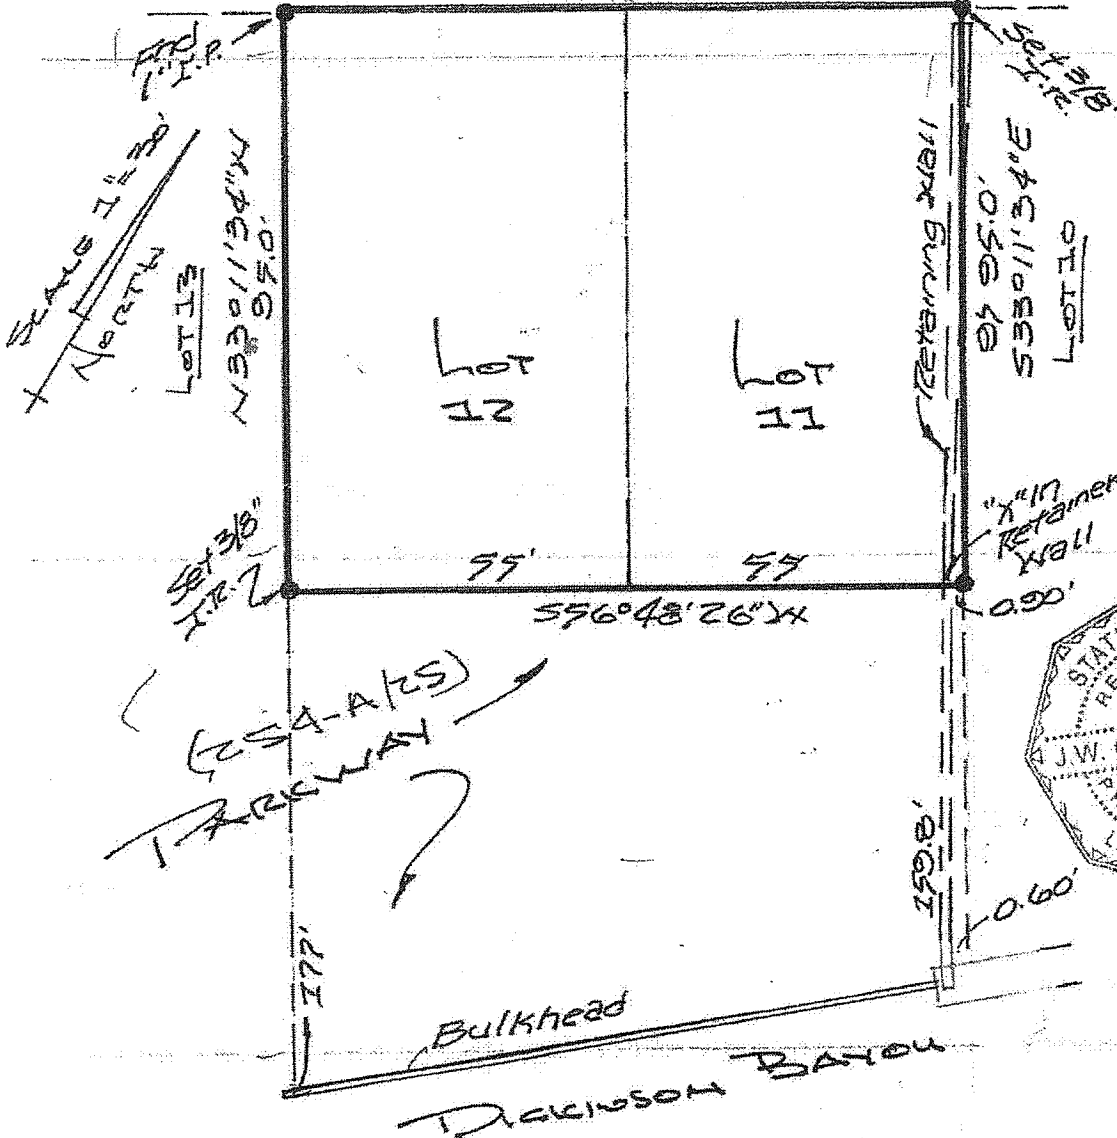 Fnd
1" I.P.
Set 3/8
I.R.
SCALE 1"=30'
NORTH
LOT 13
N33°11'34"W
95.0'
LOT
12
LOT
11
Retaining Wall
95.0'
S33°11'34"E
LOT 10
Set 3/8"
I.R.
55'
55
S56°48'26"W
"X" in
Retainer
Wall
0.90'
PARKWAY
STAT
RE
J.W.
177'
159.8'
0.60'
Bulkhead
DICKINSON BAYOU